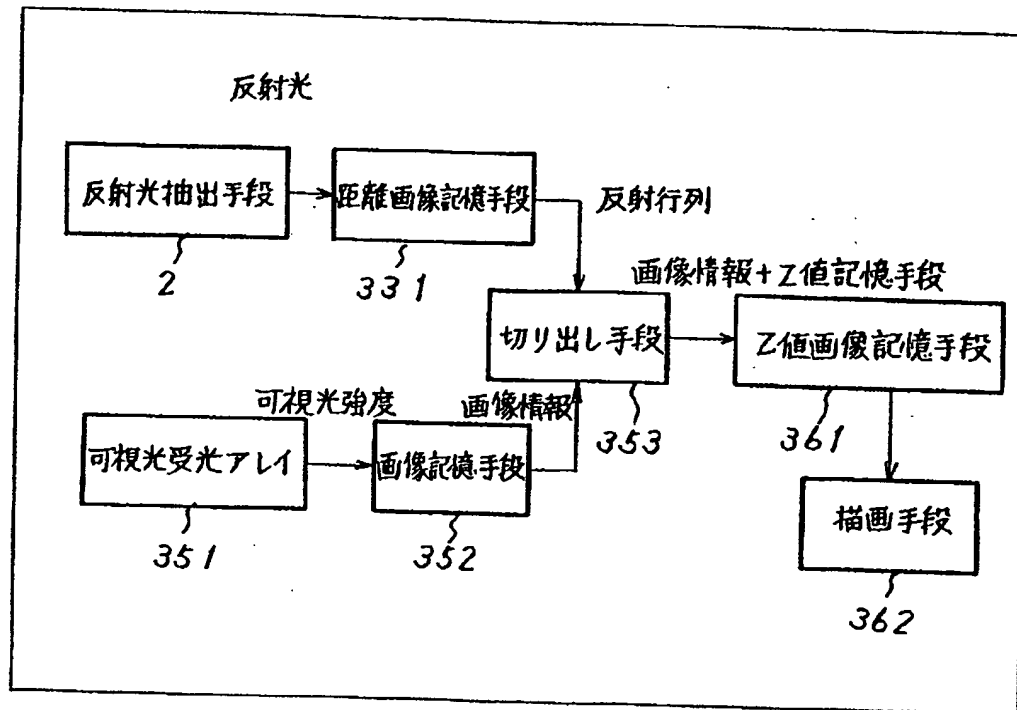 反射光
反射光抽出手段
距離画像記憶手段
反射行列
2
331
画像情報+Z値記憶手段
切り出し手段
Z値画像記憶手段
可視光強度
画像情報
353
361
可視光受光アレイ
画像記憶手段
描画手段
351
352
362